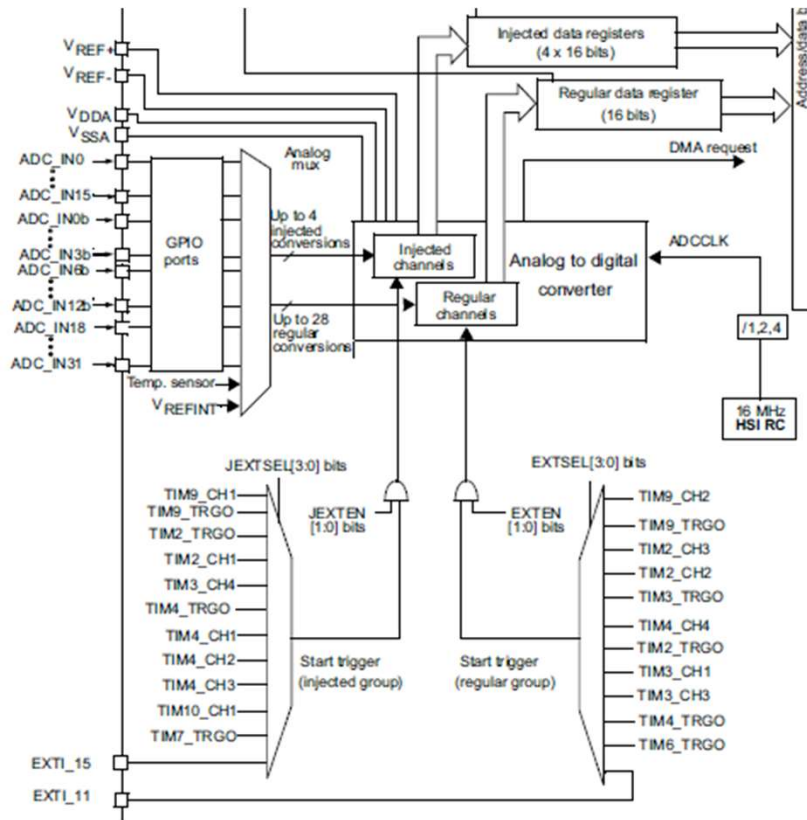 VREF+
VREF-
VDDA
VSSA
ADC_IN0
ADC_IN15
ADC_IN0b
ADC_IN3b
ADC_IN6b
ADC_IN12b
ADC_IN18
ADC_IN31
GPIO
ports
Analog
mux
Temp. sensor
VREFINT
Up to 4
injected
conversions
Up to 28
regular
conversions
Injected data registers
(4 x 16 bits)
Regular data register
(16 bits)
Address/data b
DMA request
Injected
channels
Regular
channels
Analog to digital
converter
ADCCLK
/1,2,4
16 MHz
HSI RC
JEXTSEL[3:0] bits
JEXTEN
[1:0] bits
TIM9_CH1
TIM9_TRGO
TIM2_TRGO
TIM2_CH1
TIM3_CH4
TIM4_TRGO
TIM4_CH1
TIM4_CH2
TIM4_CH3
TIM10_CH1
TIM7_TRGO
Start trigger
(injected group)
EXTSEL[3:0] bits
EXTEN
[1:0] bits
Start trigger
(regular group)
TIM9_CH2
TIM9_TRGO
TIM2_CH3
TIM2_CH2
TIM3_TRGO
TIM4_CH4
TIM2_TRGO
TIM3_CH1
TIM3_CH3
TIM4_TRGO
TIM6_TRGO
EXTI_15
EXTI_11